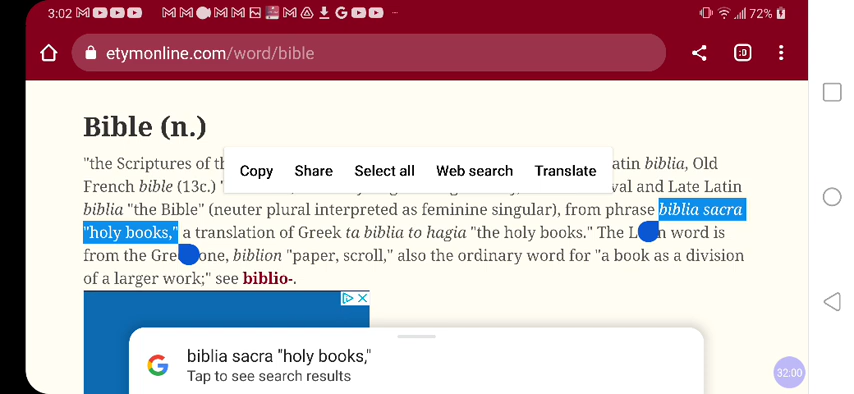 3:02
72%
etymonline.com/word/bible
:D
Bible (n.)
"the Scriptures of
Copy Share Select all Web search Translate
atin biblia, Old
French bible (13c.)
val and Late Latin
biblia "the Bible" (neuter plural interpreted as feminine singular), from phrase biblia sacra
"holy books," a translation of Greek ta biblia to hagia "the holy books." The L n word is
from the Gre one, biblion "paper, scroll," also the ordinary word for "a book as a division
of a larger work;" see biblio-.
biblia sacra "holy books,"
Tap to see search results
32:00